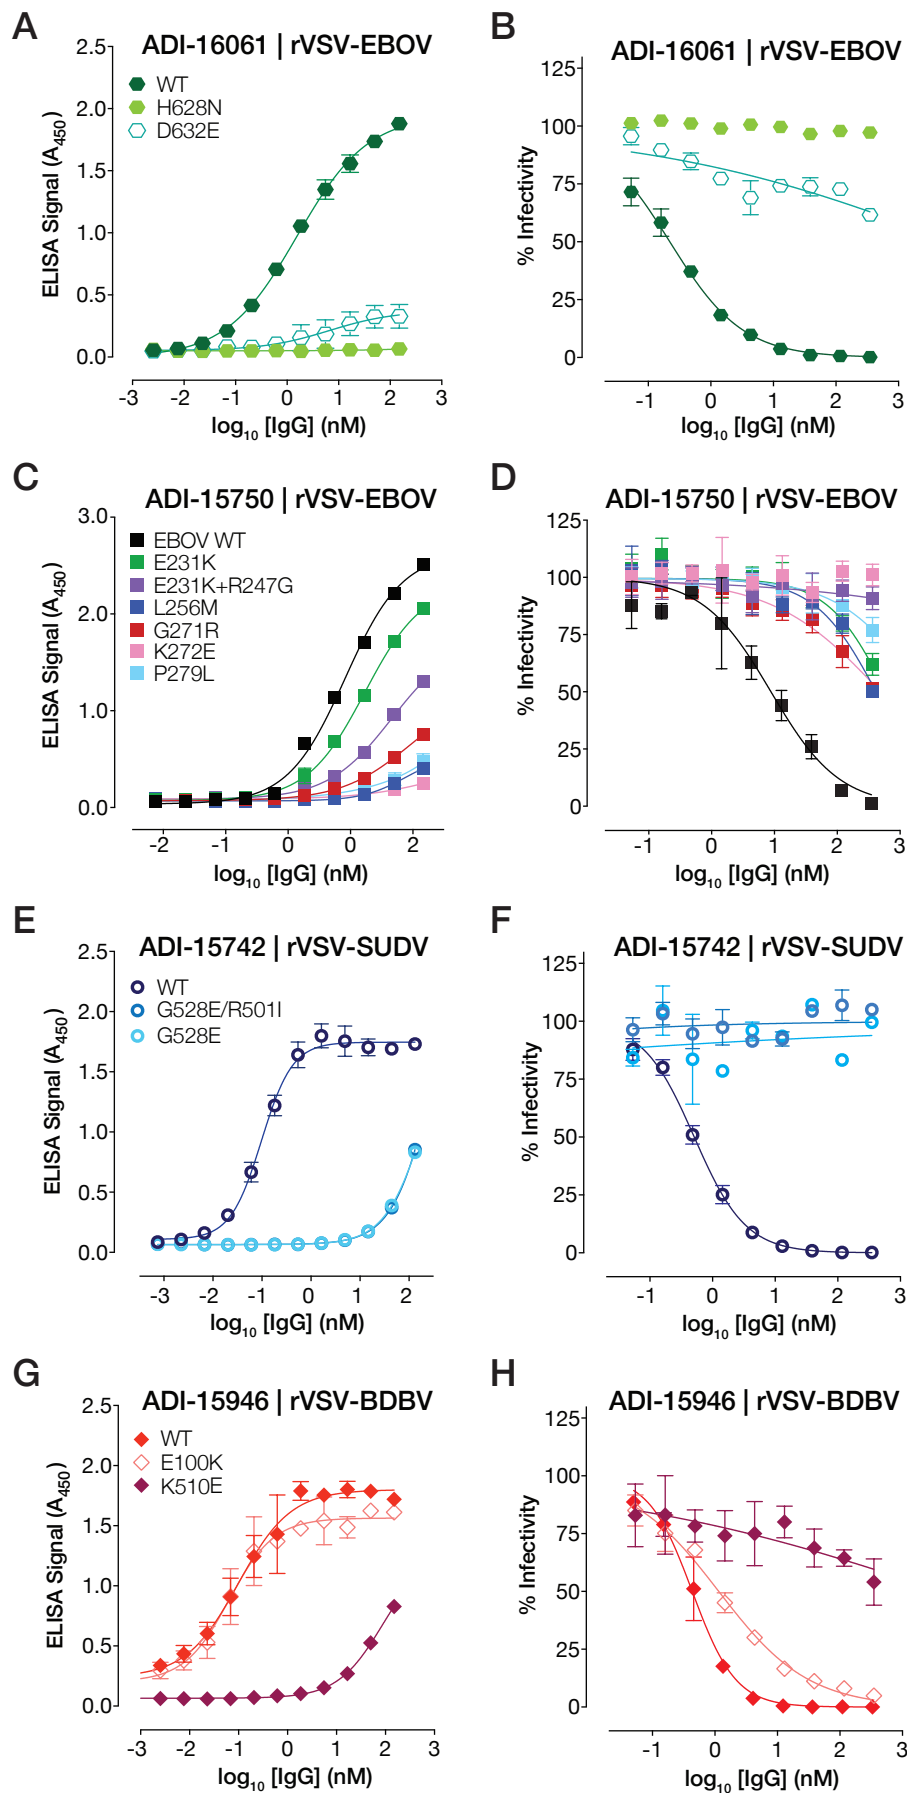 A
ADI-16061 | rVSV-EBOV
2.5
2.0
1.5
1.0
0.5
0.0
ELISA Signal (A450)
WT
H628N
D632E
-3 -2 -1 0 1 2 3
log10 [IgG] (nM)
B
ADI-16061 | rVSV-EBOV
125
100
75
50
25
0
% Infectivity
-1 0 1 2 3
log10 [IgG] (nM)
C
ADI-15750 | rVSV-EBOV
3.0
2.0
1.0
0.0
ELISA Signal (A450)
EBOV WT
E231K
E231K+R247G
L256M
G271R
K272E
P279L
-2 -1 0 0 1 2
log10 [IgG] (nM)
D
ADI-15750 | rVSV-EBOV
125
100
75
50
25
0
% Infectivity
-1 0 1 2 3
log10 [IgG] (nM)
E
ADI-15742 | rVSV-SUDV
2.5
2.0
1.5
1.0
0.5
0.0
ELISA Signal (A450)
WT
G528E/R501I
G528E
-3 -2 -1 0 1 2
log10 [IgG] (nM)
F
ADI-15742 | rVSV-SUDV
125
100
75
50
25
0
% Infectivity
-1 0 1 2 3
log10 [IgG] (nM)
G
ADI-15946 | rVSV-BDBV
2.5
2.0
1.5
1.0
0.5
0.0
ELISA Signal (A450)
WT
E100K
K510E
-3 -2 -1 0 1 2 3
log10 [IgG] (nM)
H
ADI-15946 | rVSV-BDBV
125
100
75
50
25
0
% Infectivity
-1 0 1 2 3
log10 [IgG] (nM)